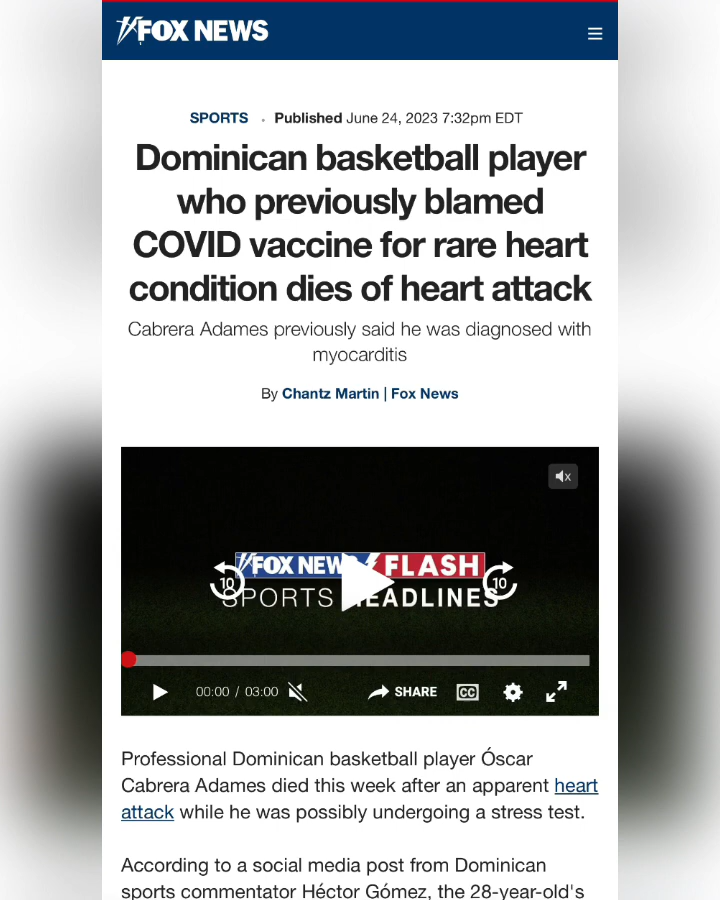 FOX NEWS
SPORTS • Published June 24, 2023 7:32pm EDT
Dominican basketball player
who previously blamed
COVID vaccine for rare heart
condition dies of heart attack
Cabrera Adames previously said he was diagnosed with
myocarditis
By Chantz Martin | Fox News
FOX NEWS FLASH
SPORTS HEADLINES
10
10
00:00 / 03:00
SHARE
CC
Professional Dominican basketball player Óscar
Cabrera Adames died this week after an apparent heart
attack while he was possibly undergoing a stress test.
According to a social media post from Dominican
sports commentator Héctor Gómez, the 28-year-old's